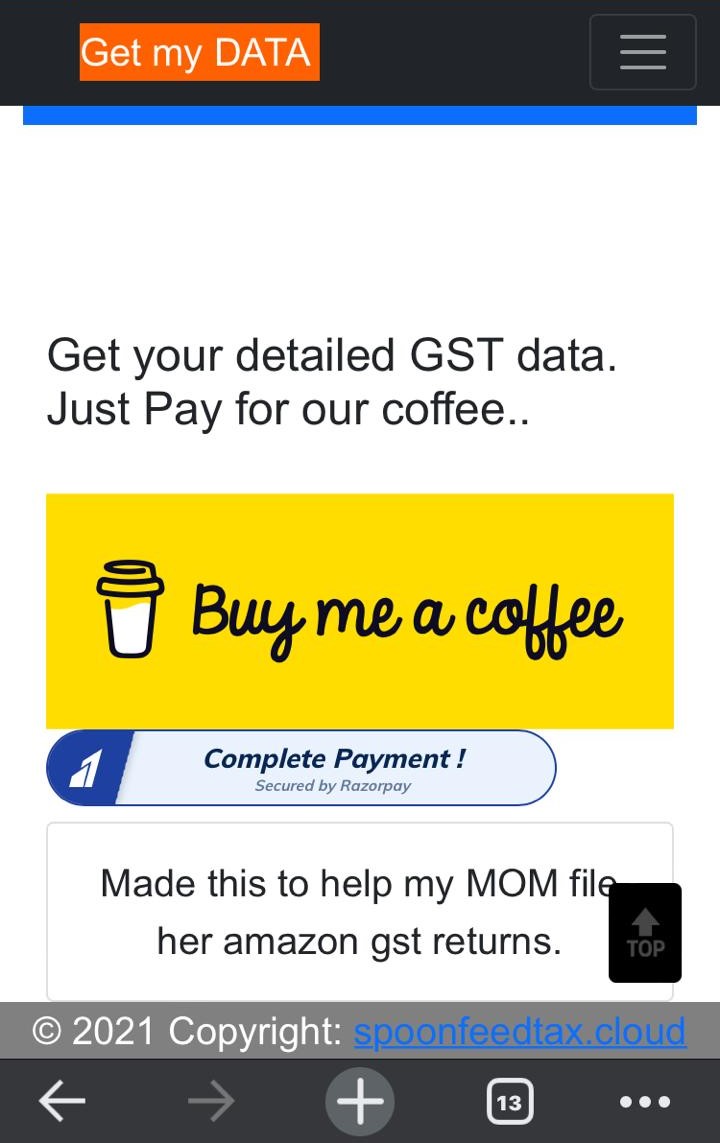 Get my DATA
Get your detailed GST data.
Just Pay for our coffee..
Buy me a coffee
Complete Payment !
Secured by Razorpay
Made this to help my MOM file
her amazon gst returns.
TOP
© 2021 Copyright: spoonfeedtax.cloud
13